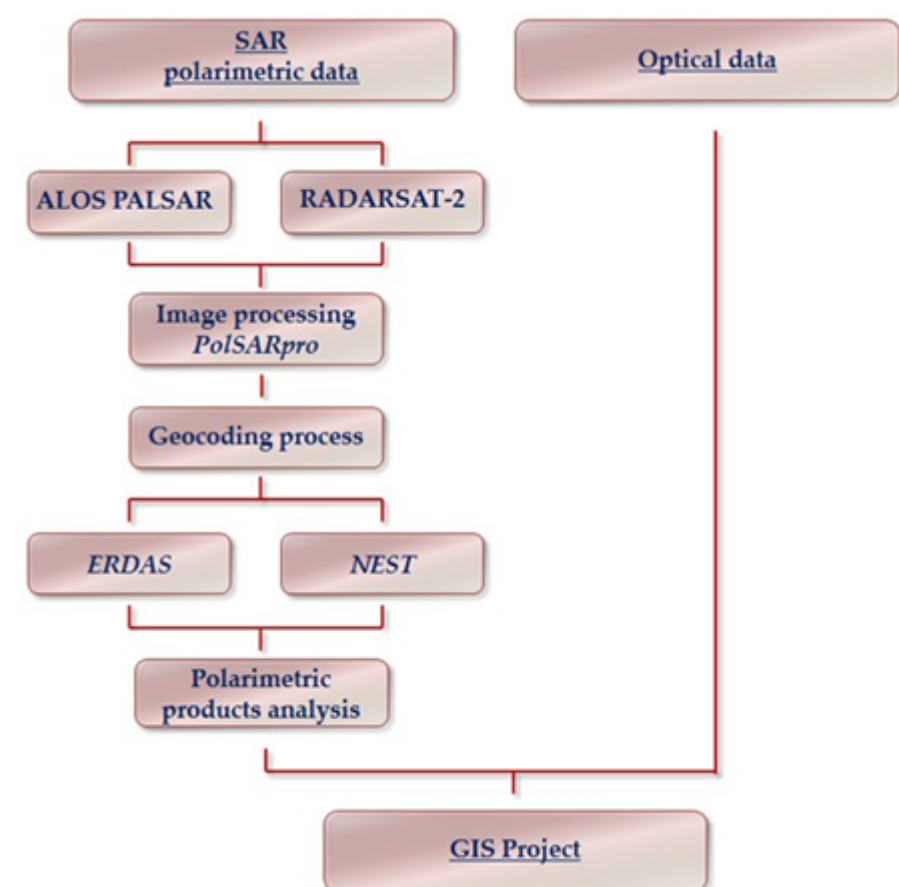 SAR
polarimetric data
Optical data
ALOS PALSAR
RADARSAT-2
Image processing
PolSARpro
Geocoding process
ERDAS
NEST
Polarimetric
products analysis
GIS Project